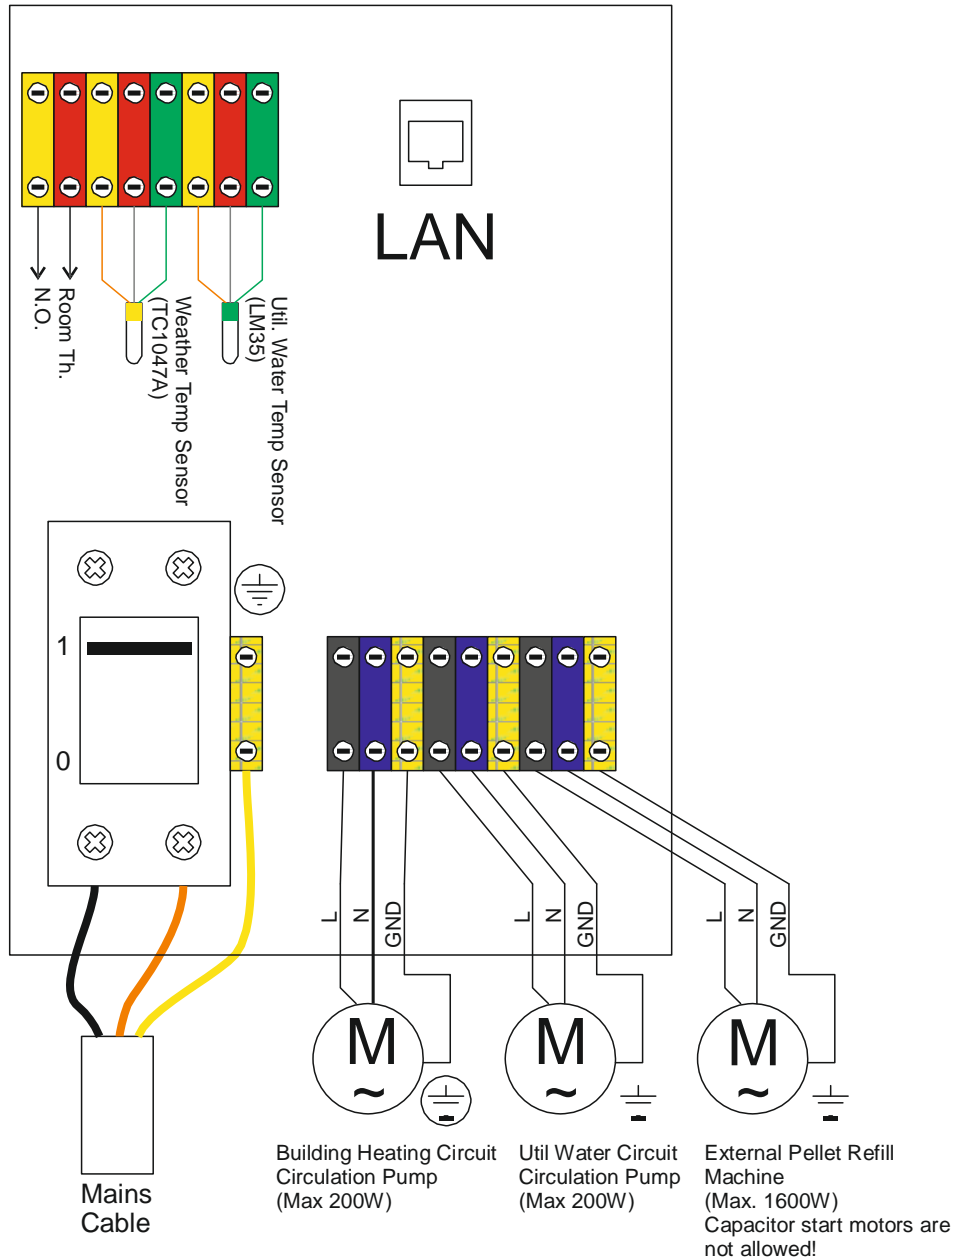 LAN
N.O.
Room Th.
Weather Temp Sensor
(TC1047A)
Util. Water Temp Sensor
(LM35)
1
0
L
N
GND
L
N
GND
L
N
GND
M
~
M
~
M
~
Mains
Cable
Building Heating Circuit
Circulation Pump
(Max 200W)
Util Water Circuit
Circulation Pump
(Max 200W)
External Pellet Refill
Machine
(Max. 1600W)
Capacitor start motors are
not allowed!